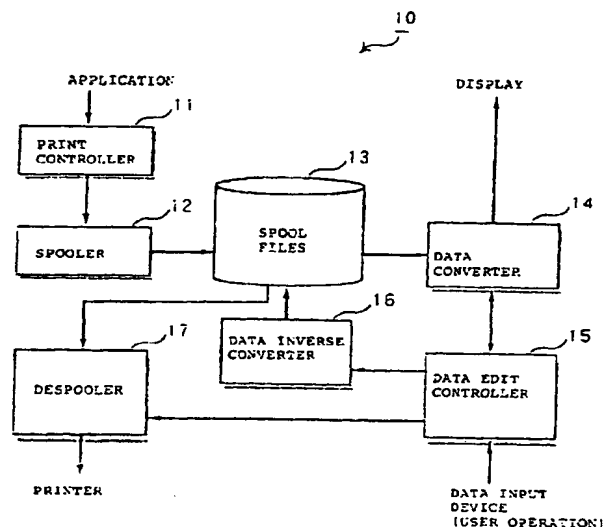 10
APPLICATION
DISPLAY
11
PRINT
CONTROLLER
13
12
14
SPOOLER
SPOOL
FILES
DATA
CONVERTER
16
17
15
DATA INVERSE
CONVERTER
DESPOOLER
DATA EDIT
CONTROLLER
PRINTER
DATA INPUT
DEVICE
(USER OPERATION)